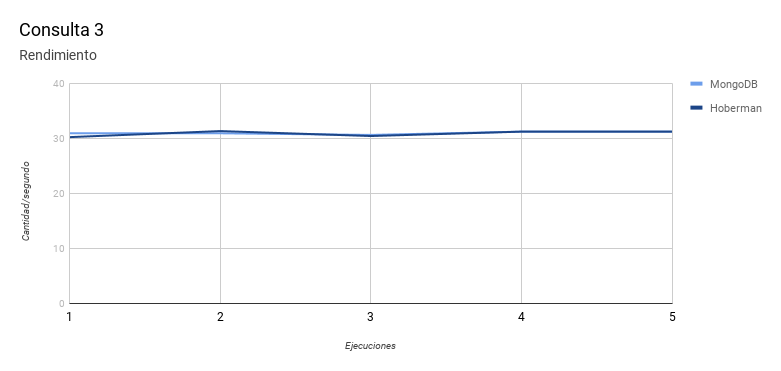 Consulta 3
Rendimiento
MongoDB
Hoberman
40
30
20
10
0
Cantidad/segundo
1 2 3 4 5
Ejecuciones